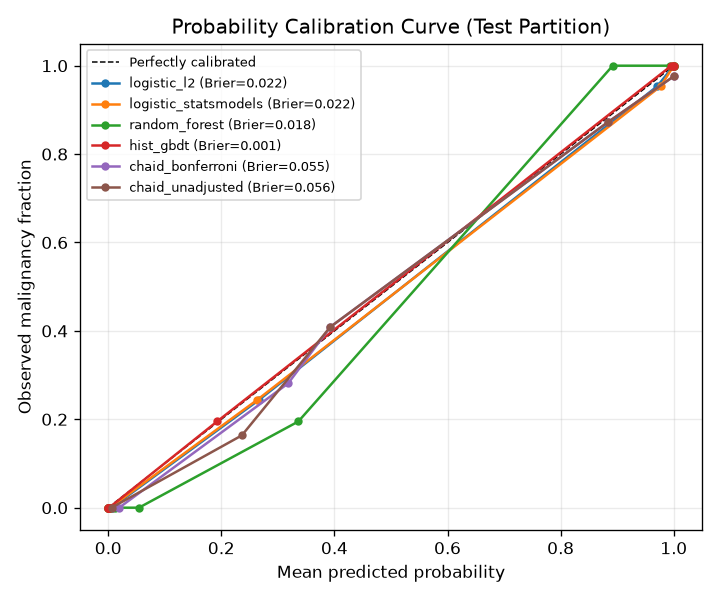 Probability Calibration Curve (Test Partition)
Perfectly calibrated
logistic_l2 (Brier=0.022)
logistic_statsmodels (Brier=0.022)
random_forest (Brier=0.018)
hist_gbdt (Brier=0.001)
chaid_bonferroni (Brier=0.055)
chaid_unadjusted (Brier=0.056)
Observed malignancy fraction
1.0
0.8
0.6
0.4
0.2
0.0
0.0 0.2 0.4 0.6 0.8 1.0
Mean predicted probability